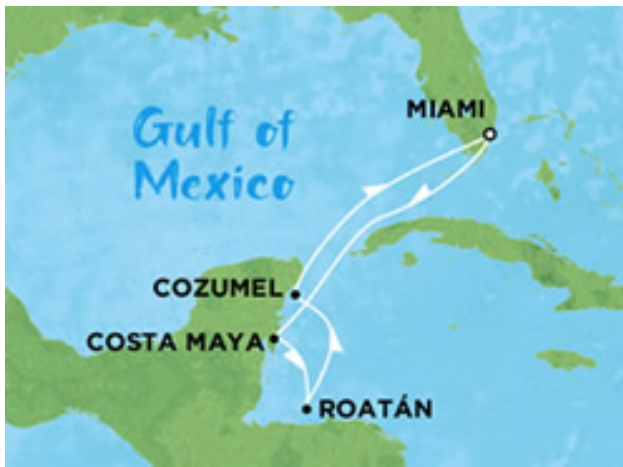 MIAMI
Gulf of
Mexico
COZUMEL
COSTA MAYA
ROATÁN